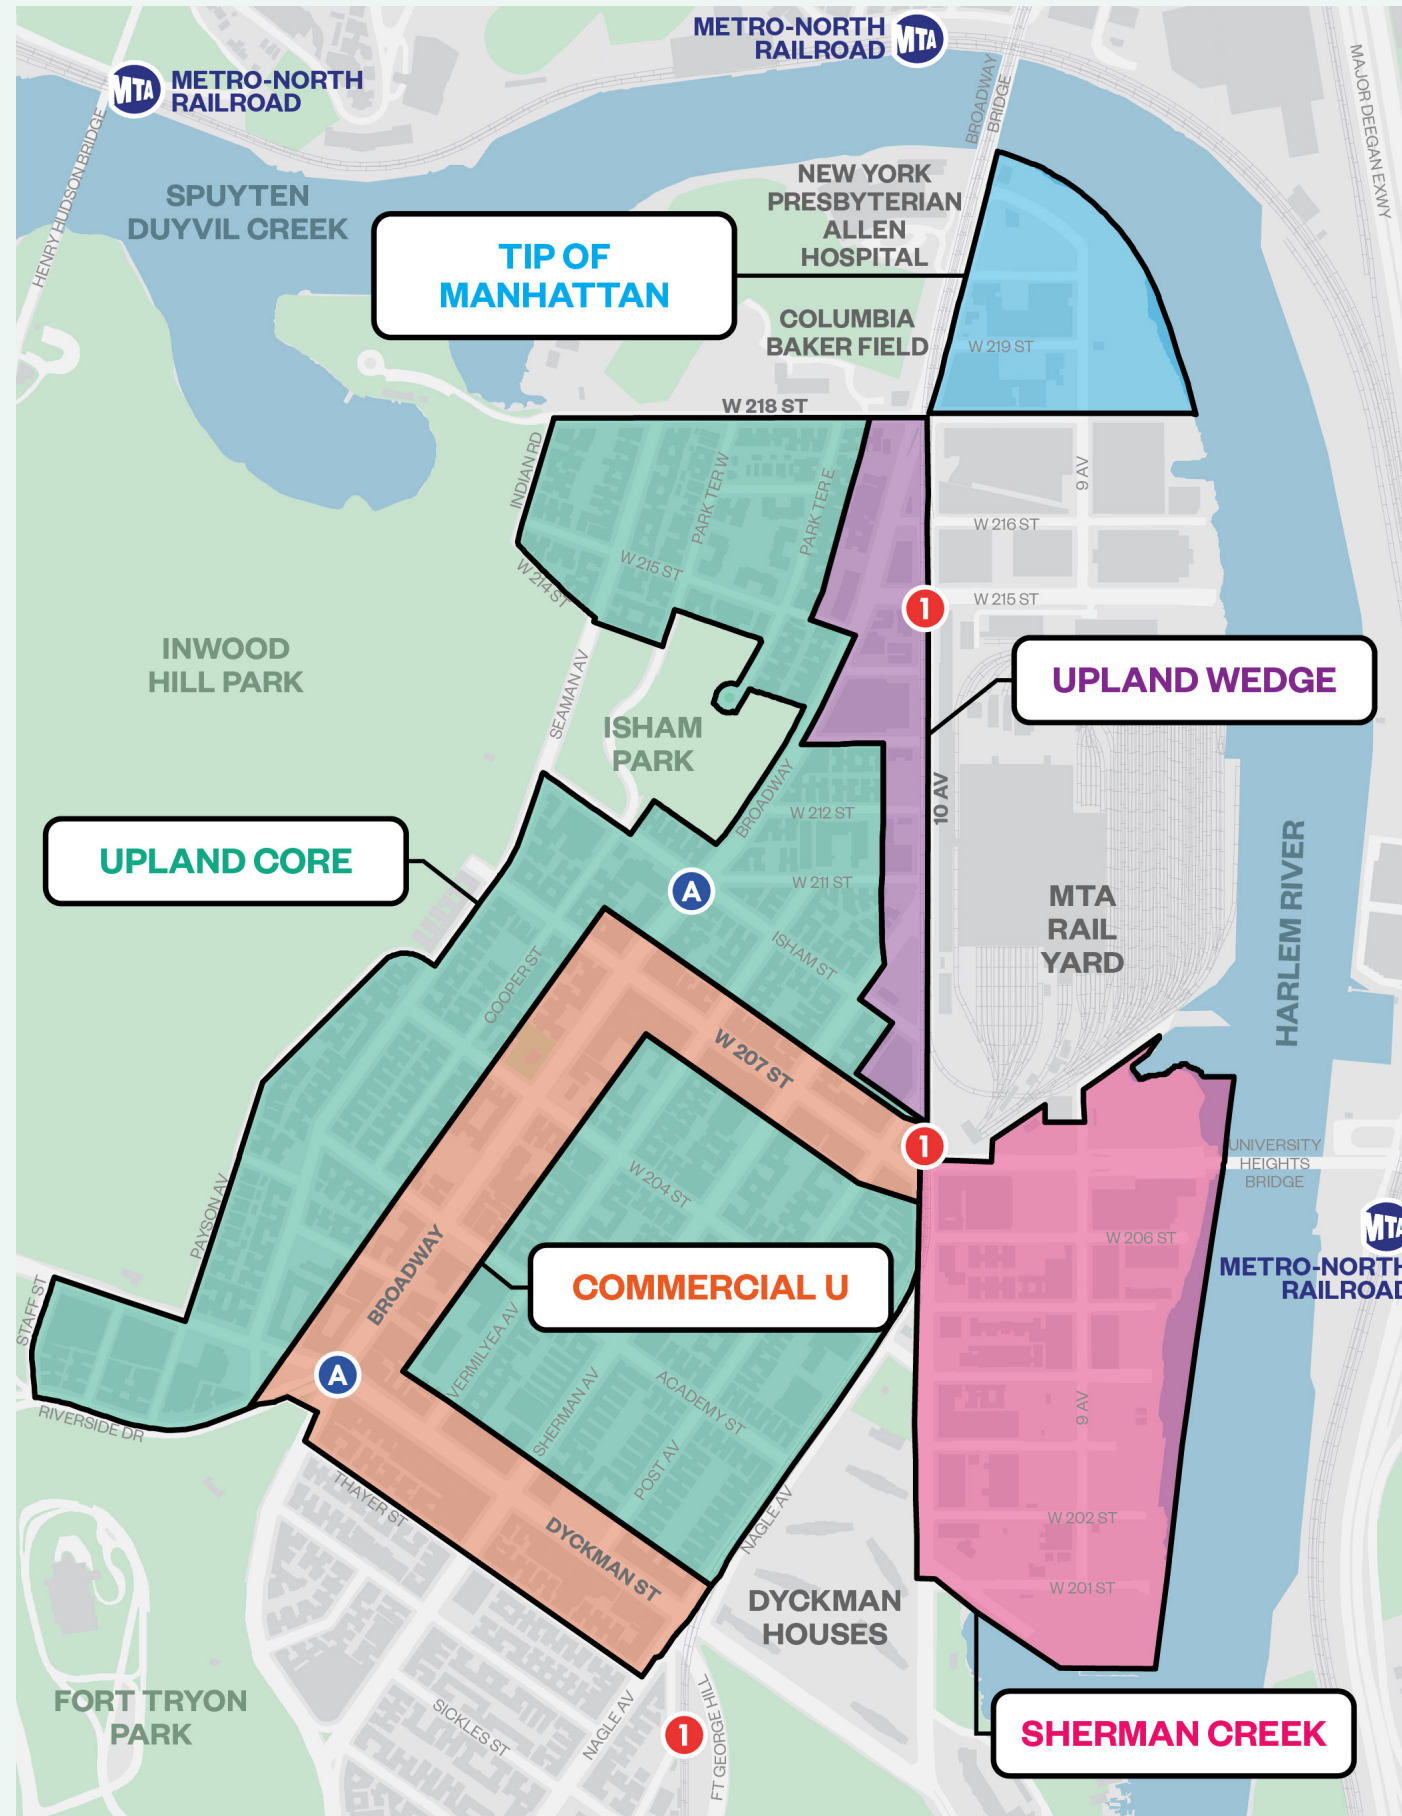 METRO-NORTH
RAILROAD
MTA
MTA
METRO-NORTH
RAILROAD
BROADWAY
BRIDGE
MAJOR DEEGAN EXWY
HENRY HUDSON BRIDGE
SPUYTEN
DUYVIL CREEK
NEW YORK
PRESBYTERIAN
ALLEN
HOSPITAL
TIP OF
MANHATTAN
COLUMBIA
BAKER FIELD
W 219 ST
W 218 ST
INDIAN RD
PARK TER W
PARK TER E
9 AV
W 216 ST
W 215 ST
W 214 ST
W 215 ST
1
INWOOD
HILL PARK
SEAMAN AV
ISHAM
PARK
UPLAND WEDGE
BROADWAY
10 AV
W 212 ST
UPLAND CORE
A
W 211 ST
HARLEM RIVER
MTA
RAIL
YARD
ISHAM ST
COOPER ST
W 207 ST
1
UNIVERSITY
HEIGHTS
BRIDGE
W 204 ST
PAYSON AV
MTA
METRO-NORTH
RAILROAD
W 206 ST
BROADWAY
COMMERCIAL U
STAFF ST
VERMILYEA AV
A
SHERMAN AV
ACADEMY ST
9 AV
RIVERSIDE DR
POST AV
THAYER ST
NAGLE AV
W 202 ST
DYCKMAN ST
W 201 ST
DYCKMAN
HOUSES
FORT TRYON
PARK
SICKLES ST
NAGLE AV
1
FT GEORGE HILL
SHERMAN CREEK